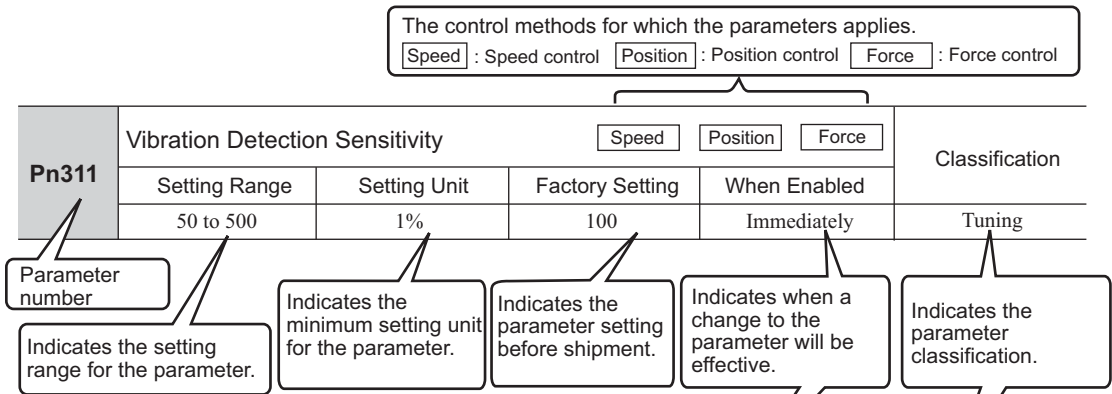 The control methods for which the parameters applies.
Speed : Speed control Position : Position control Force : Force control
Pn311
Vibration Detection Sensitivity Speed Position Force
Classification
Setting Range Setting Unit Factory Setting When Enabled
50 to 500 1% 100 Immediately Tuning
Parameter
number
Indicates the setting
range for the parameter.
Indicates the
minimum setting unit
for the parameter.
Indicates the
parameter setting
before shipment.
Indicates when a
change to the
parameter will be
effective.
Indicates the
parameter
classification.